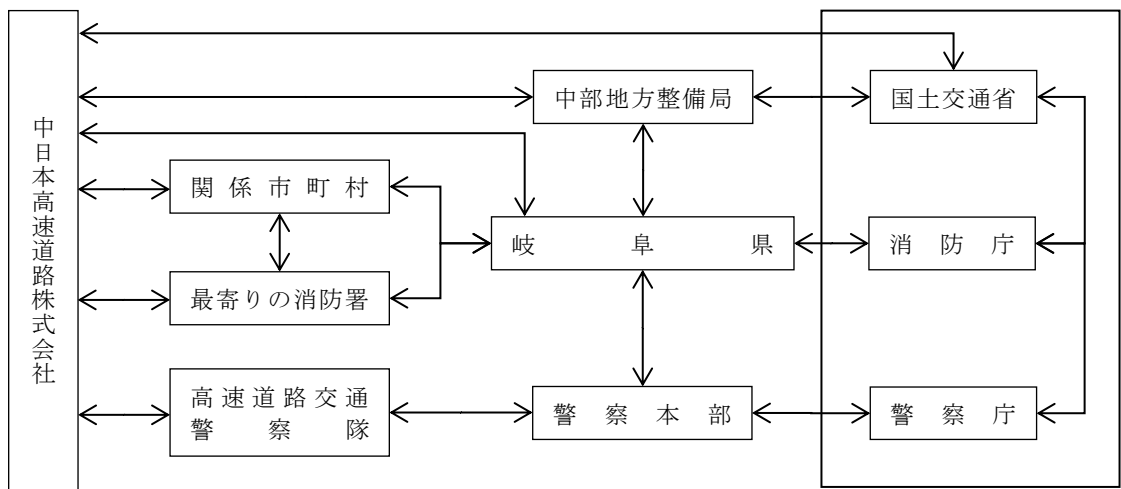 中日本高速道路株式会社
中部地方整備局
国土交通省
関係市町村
岐阜県
消防庁
最寄りの消防署
高速道路交通
警察隊
警察本部
警察庁